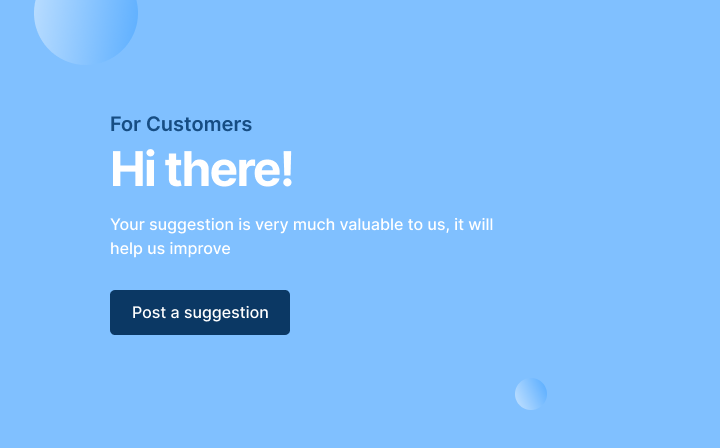 For Customers
Hi there!
Your suggestion is very much valuable to us, it will
help us improve
Post a suggestion